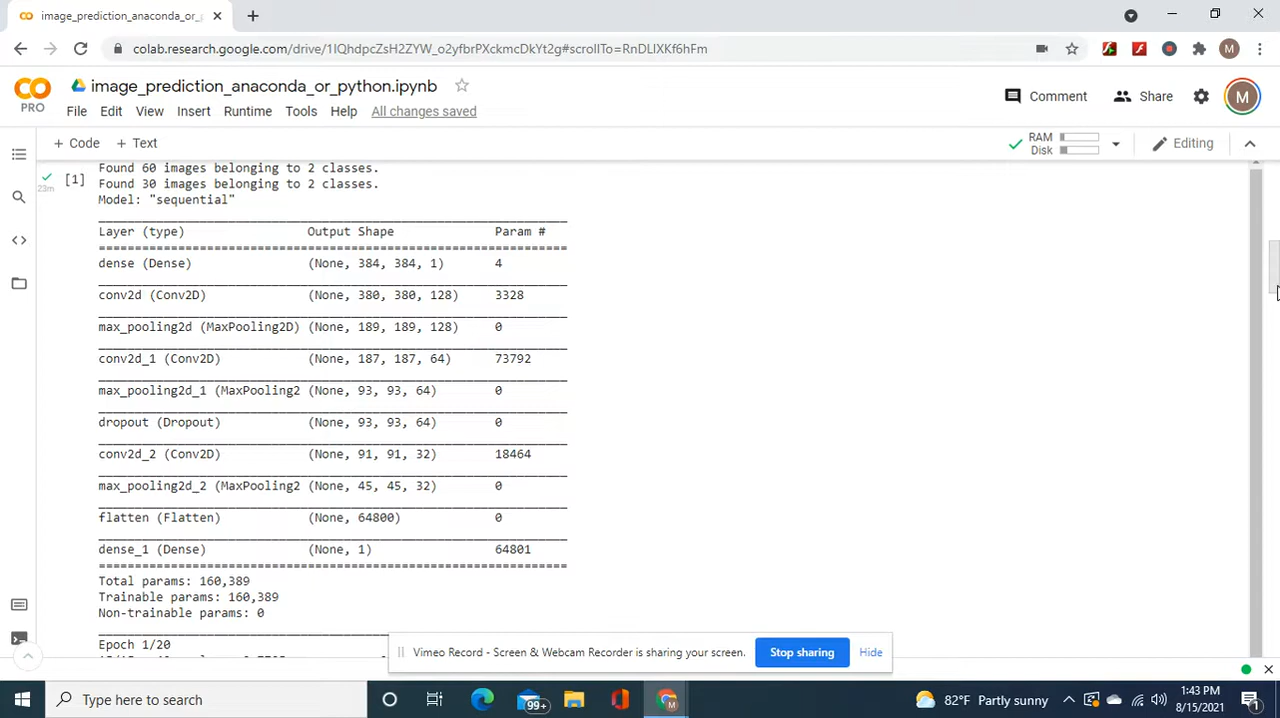 image_prediction_anaconda_or_
colab.research.google.com/drive/1IQhdpcZsH2ZYW_o2yfbrPXckmcDkYt2g#scrollTo=RnDLIXKf6hFm
M
CO
PRO
image_prediction_anaconda_or_python.ipynb
File Edit View Insert Runtime Tools Help All changes saved
Comment Share M
+ Code + Text
RAM
Disk
Editing
[1]
23m
Found 60 images belonging to 2 classes.
Found 30 images belonging to 2 classes.
Model: "sequential"
Layer (type) Output Shape Param #
dense (Dense) (None, 384, 384, 1) 4
conv2d (Conv2D) (None, 380, 380, 128) 3328
max_pooling2d (MaxPooling2D) (None, 189, 189, 128) 0
conv2d_1 (Conv2D) (None, 187, 187, 64) 73792
max_pooling2d_1 (MaxPooling2 (None, 93, 93, 64) 0
dropout (Dropout) (None, 93, 93, 64) 0
conv2d_2 (Conv2D) (None, 91, 91, 32) 18464
max_pooling2d_2 (MaxPooling2 (None, 45, 45, 32) 0
flatten (Flatten) (None, 64800) 0
dense_1 (Dense) (None, 1) 64801
Total params: 160,389
Trainable params: 160,389
Non-trainable params: 0
Epoch 1/20
Vimeo Record - Screen & Webcam Recorder is sharing your screen. Stop sharing Hide
Type here to search
99+
M
82°F Partly sunny
1:43 PM
8/15/2021
1